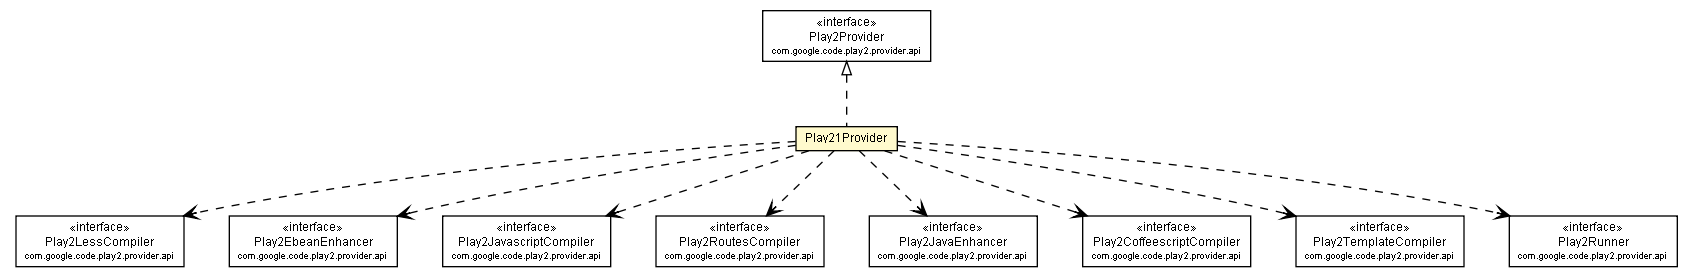 «interface»
Play2Provider
com.google.code.play2.provider.api
Play21Provider
«interface»
Play2LessCompiler
com.google.code.play2.provider.api
«interface»
Play2EbeanEnhancer
com.google.code.play2.provider.api
«interface»
Play2JavascriptCompiler
com.google.code.play2.provider.api
«interface»
Play2RoutesCompiler
com.google.code.play2.provider.api
«interface»
Play2JavaEnhancer
com.google.code.play2.provider.api
«interface»
Play2CoffeescriptCompiler
com.google.code.play2.provider.api
«interface»
Play2TemplateCompiler
com.google.code.play2.provider.api
«interface»
Play2Runner
com.google.code.play2.provider.api